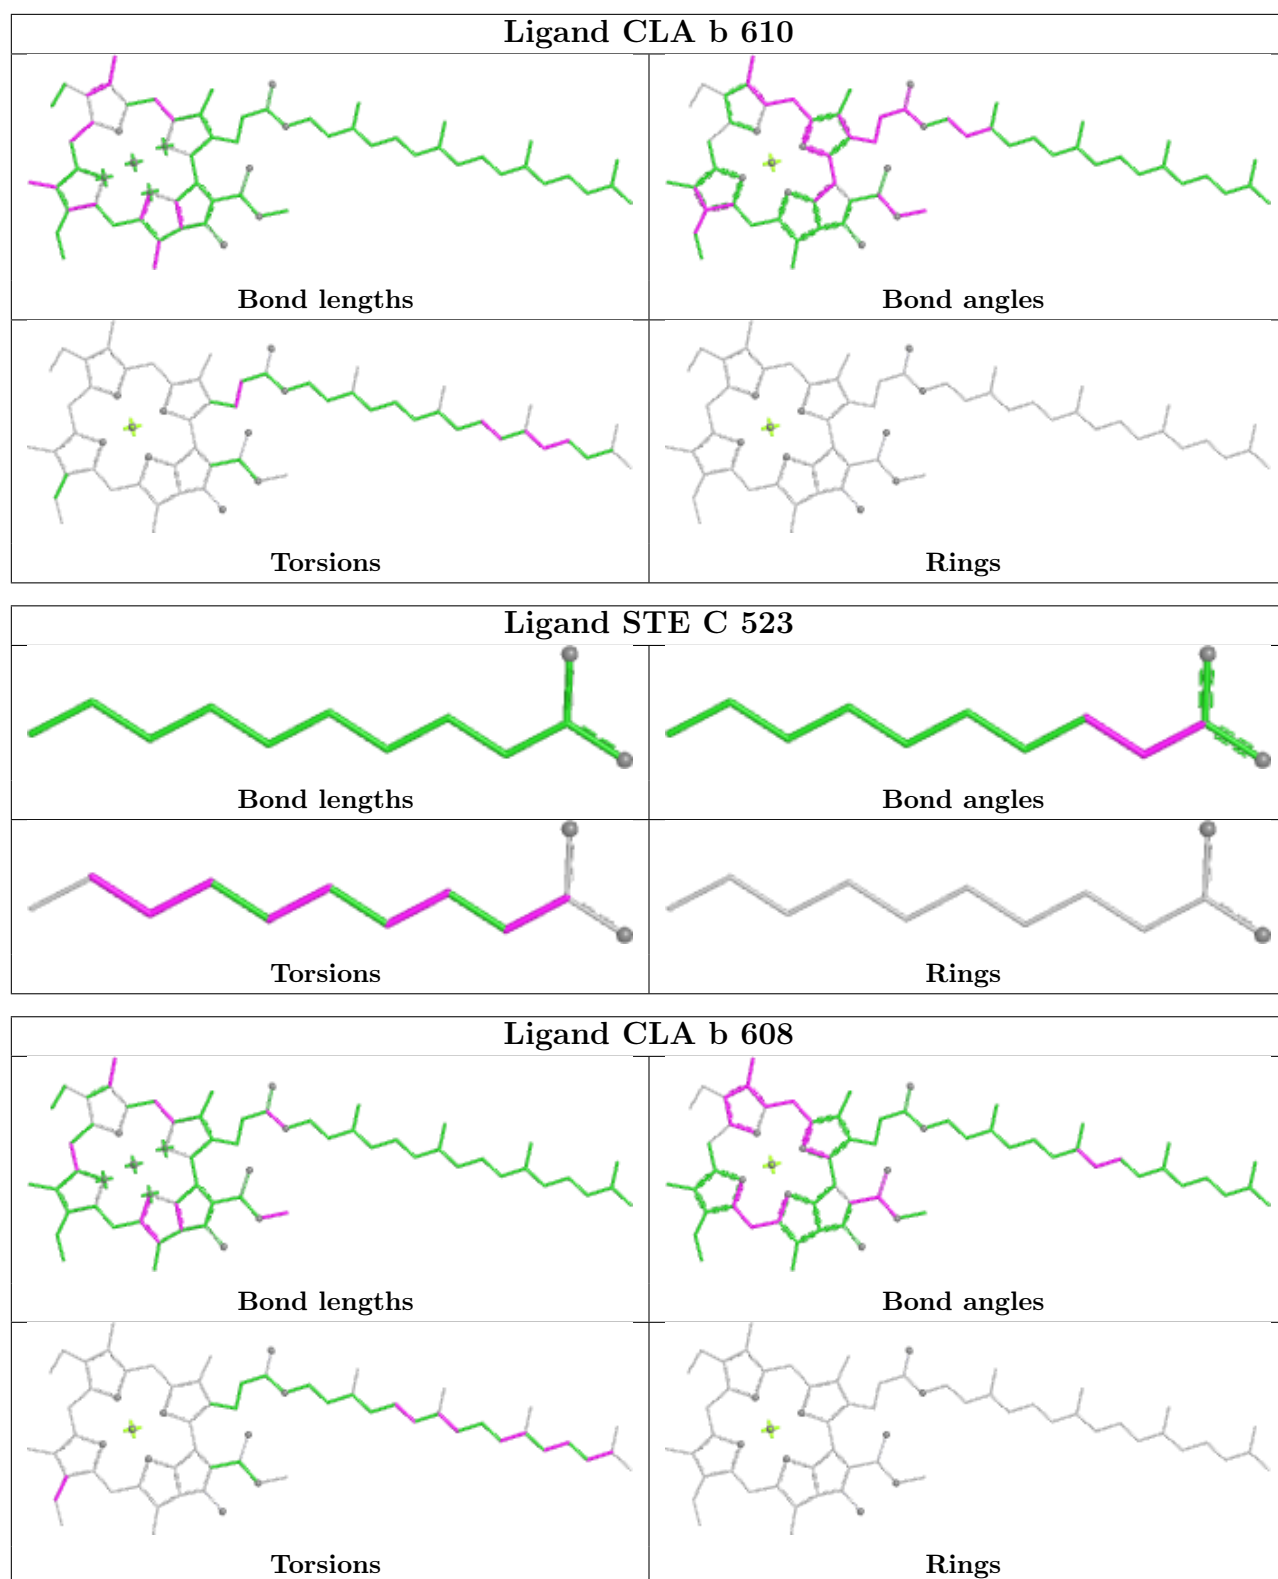 Ligand CLA b 610
Bond lengths
Bond angles
Torsions
Rings
Ligand STE C 523
Bond lengths
Bond angles
Torsions
Rings
Ligand CLA b 608
Bond lengths
Bond angles
Torsions
Rings